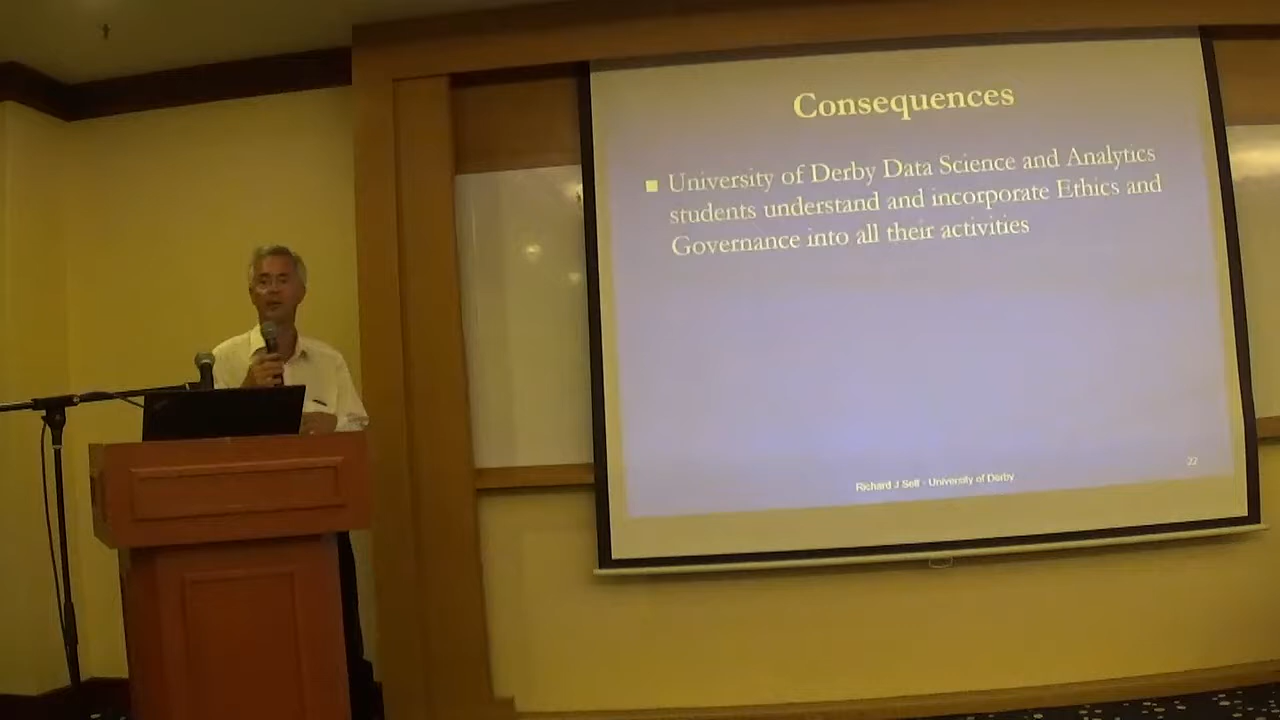 Consequences
University of Derby Data Science and Analytics
students understand and incorporate Ethics and
Governance into all their activities
Richard J Self - University of Derby
22